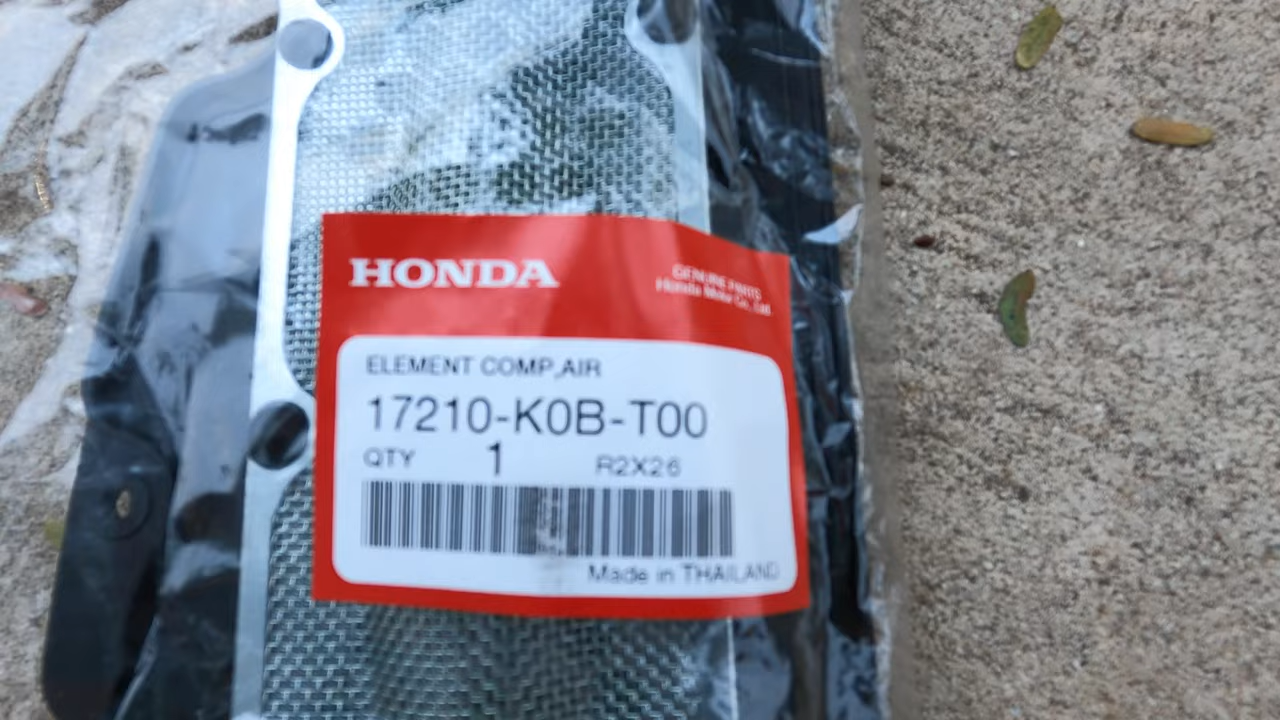 HONDA
GENUINE PARTS
Honda Motor Co., Ltd.
ELEMENT COMP,AIR
17210-K0B-T00
QTY 1 R2X26
Made in THAILAND